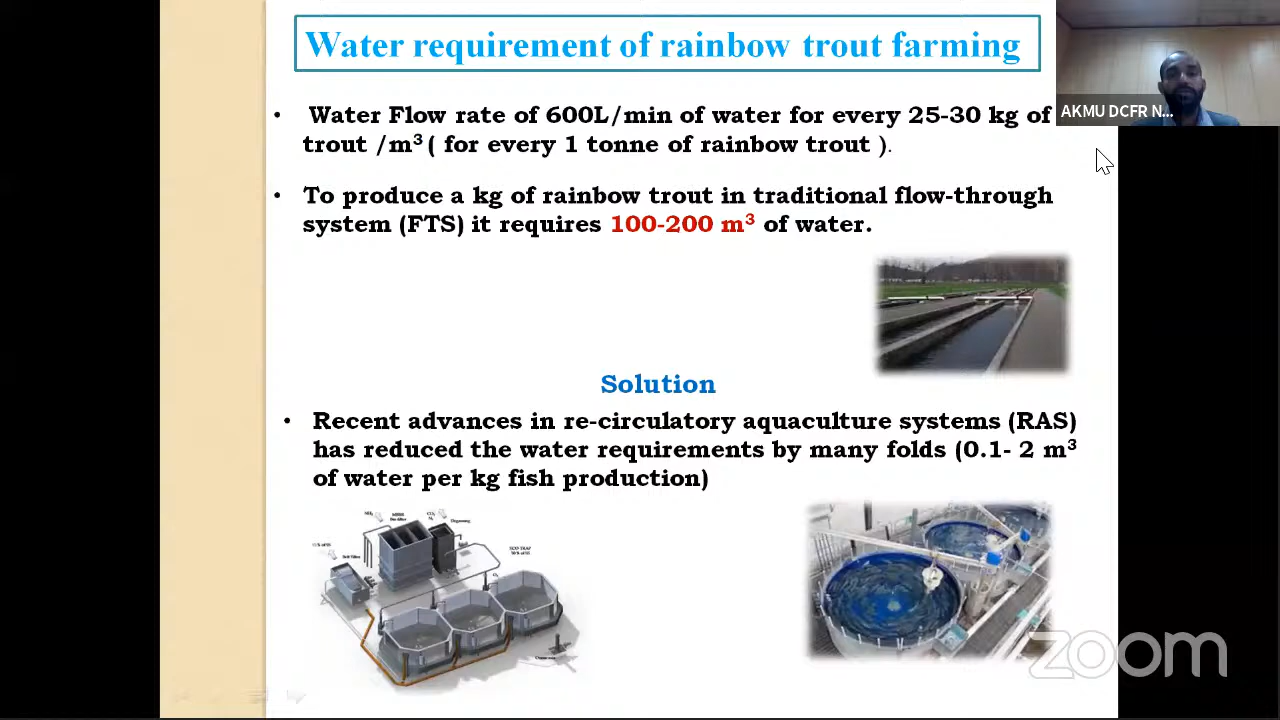 Water requirement of rainbow trout farming
AKMU DCFR N...
• Water Flow rate of 600L/min of water for every 25-30 kg of
trout /m³ ( for every 1 tonne of rainbow trout ).
• To produce a kg of rainbow trout in traditional flow-through
system (FTS) it requires 100-200 m³ of water.
Solution
• Recent advances in re-circulatory aquaculture systems (RAS)
has reduced the water requirements by many folds (0.1- 2 m³
of water per kg fish production)
Degassing
ECO-TRAP
zoom